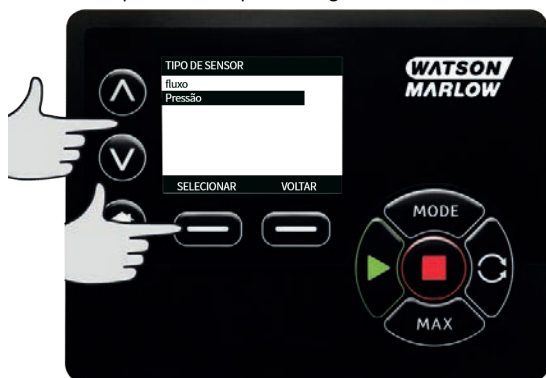 TIPO DE SENSOR
fluxo
Pressão
SELECIONAR VOLTAR
WATSON
MARLOW
MODE
MAX